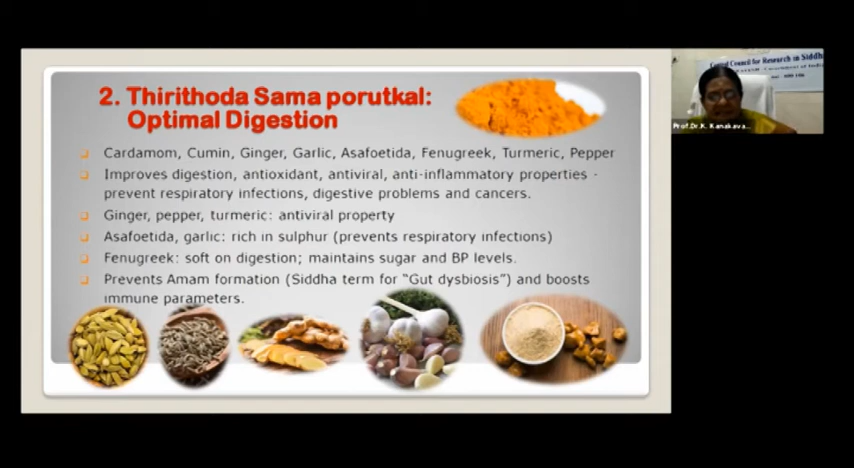 2. Thirithoda Sama porutkal:
Optimal Digestion
Cardamom, Cumin, Ginger, Garlic, Asafoetida, Fenugreek, Turmeric, Pepper
Improves digestion, antioxidant, antiviral, anti-inflammatory properties -
prevent respiratory infections, digestive problems and cancers.
Ginger, pepper, turmeric: antiviral property
Asafoetida, garlic: rich in sulphur (prevents respiratory infections)
Fenugreek: soft on digestion; maintains sugar and BP levels.
Prevents Amam formation (Siddha term for “Gut dysbiosis”) and boosts
immune parameters.
Central Council for Research in Siddh
Prof.Dr.K. Kanakava...